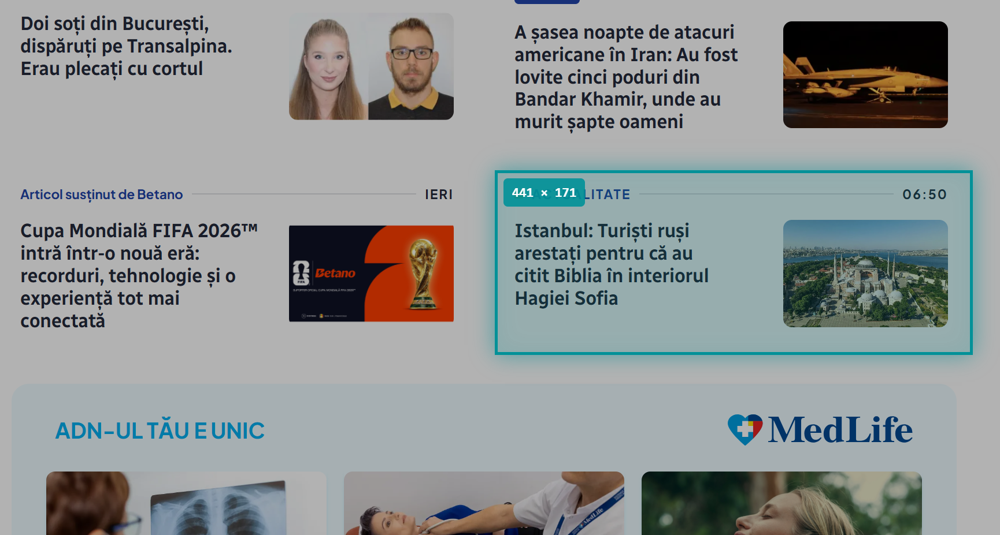 Doi soți din București,
dispăruți pe Transalpina.
Erau plecați cu cortul
A șasea noapte de atacuri
americane în Iran: Au fost
lovite cinci poduri din
Bandar Khamir, unde au
murit șapte oameni
Articol susținut de Betano
IERI
Cupa Mondială FIFA 2026™
intră într-o nouă eră:
recorduri, tehnologie și o
experiență tot mai
conectată
FIFA
Betano
SUPORTER OFICIAL CUPA MONDIALĂ FIFA 2026™
441 × 171
LITATE
06:50
Istanbul: Turiști ruși
arestați pentru că au
citit Biblia în interiorul
Hagiei Sofia
ADN-UL TĂU E UNIC
MedLife
MedLife